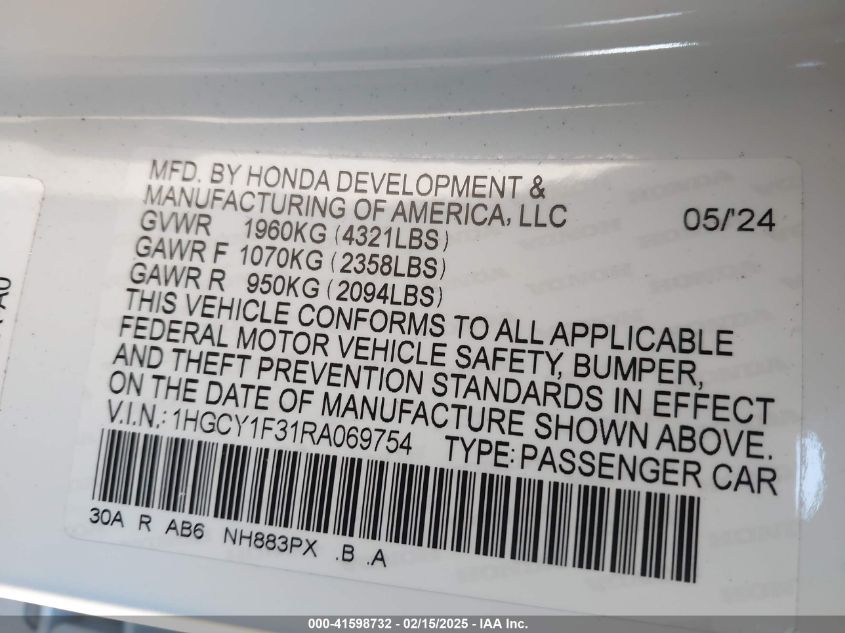 MFD. BY HONDA DEVELOPMENT &
MANUFACTURING OF AMERICA, LLC 05/'24
GVWR 1960KG (4321LBS)
GAWR F 1070KG (2358LBS)
GAWR R 950KG (2094LBS)
THIS VEHICLE CONFORMS TO ALL APPLICABLE
FEDERAL MOTOR VEHICLE SAFETY, BUMPER,
AND THEFT PREVENTION STANDARDS IN EFFECT
ON THE DATE OF MANUFACTURE SHOWN ABOVE.
V.I.N.: 1HGCY1F31RA069754 TYPE: PASSENGER CAR
30A R AB6 NH883PX .B .A
000-41598732 - 02/15/2025 - IAA Inc.